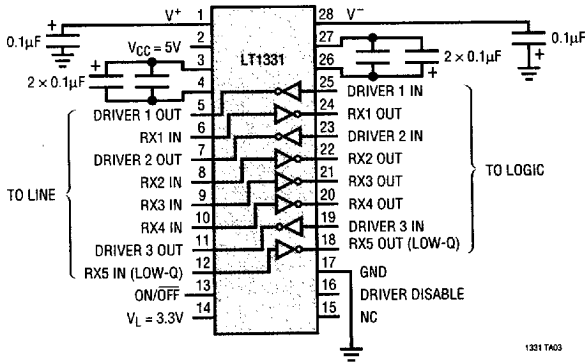 V+ 1 28 V−
0.1µF 2 27 0.1µF
VCC = 5V LT1331
3 26
2 × 0.1µF 2 × 0.1µF
4 25 DRIVER 1 IN
DRIVER 1 OUT 5 24 RX1 OUT
RX1 IN 6 23 DRIVER 2 IN
DRIVER 2 OUT 7 22 RX2 OUT
RX2 IN 8 21 RX3 OUT
TO LINE TO LOGIC
RX3 IN 9 20 RX4 OUT
RX4 IN 10 19 DRIVER 3 IN
DRIVER 3 OUT 11 18 RX5 OUT (LOW-Q)
RX5 IN (LOW-Q) 12 17 GND
ON/OFF 13 16 DRIVER DISABLE
VL = 3.3V 14 15 NC
1331 TA03